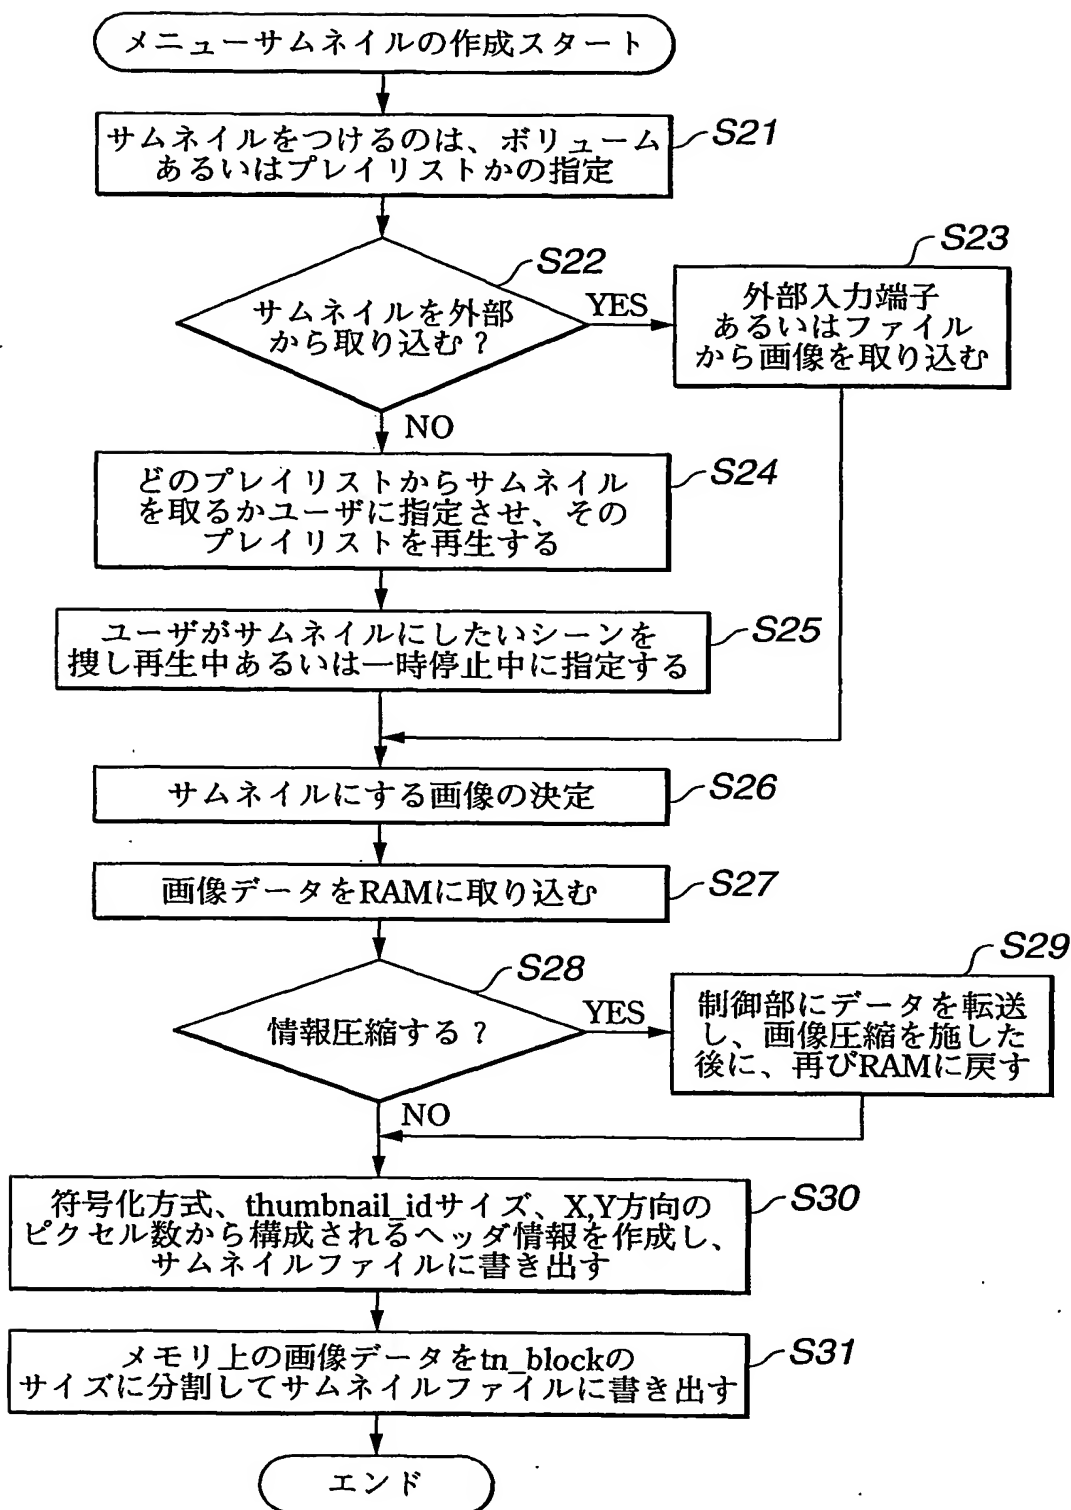 メニューサムネイルの作成スタート
サムネイルをつけるのは、ボリューム
あるいはプレイリストかの指定
S21
サムネイルを外部
から取り込む？
S22
YES
外部入力端子
あるいはファイル
から画像を取り込む
S23
NO
どのプレイリストからサムネイル
を取るかユーザに指定させ、その
プレイリストを再生する
S24
ユーザがサムネイルにしたいシーンを
捜し再生中あるいは一時停止中に指定する
S25
サムネイルにする画像の決定
S26
画像データをRAMに取り込む
S27
情報圧縮する？
S28
YES
制御部にデータを転送
し、画像圧縮を施した
後に、再びRAMに戻す
S29
NO
符号化方式、thumbnail_idサイズ、X,Y方向の
ピクセル数から構成されるヘッダ情報を作成し、
サムネイルファイルに書き出す
S30
メモリ上の画像データをtn_blockの
サイズに分割してサムネイルファイルに書き出す
S31
エンド